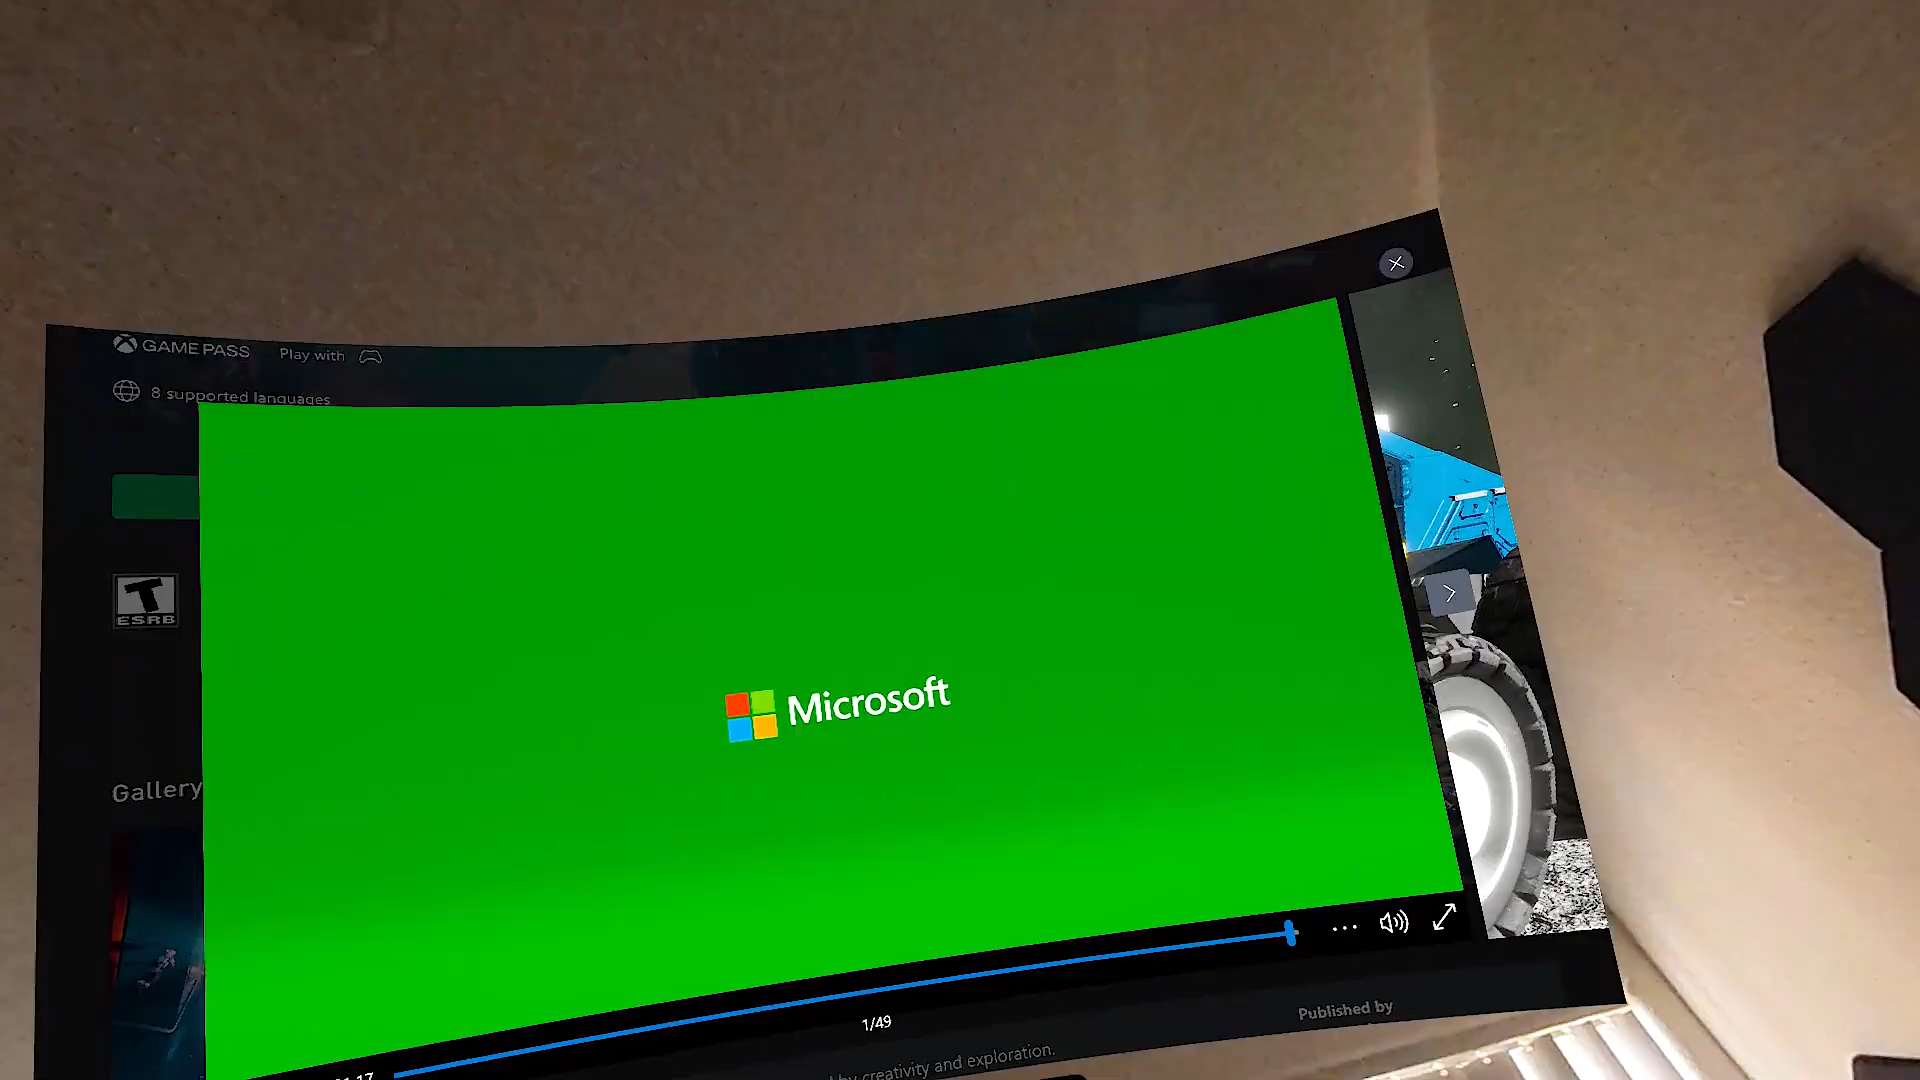 GAME PASS Play with
8 supported languages
T
ESRB
Microsoft
Gallery
1/49
Published by
creativity and exploration.